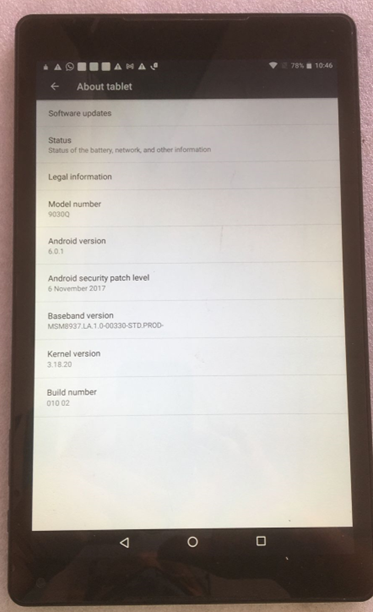 78% 10:46
About tablet
Software updates
Status
Status of the battery, network, and other information
Legal information
Model number
9030Q
Android version
6.0.1
Android security patch level
6 November 2017
Baseband version
MSM8937.LA.1.0-00330-STD.PROD-
Kernel version
3.18.20
Build number
010 02